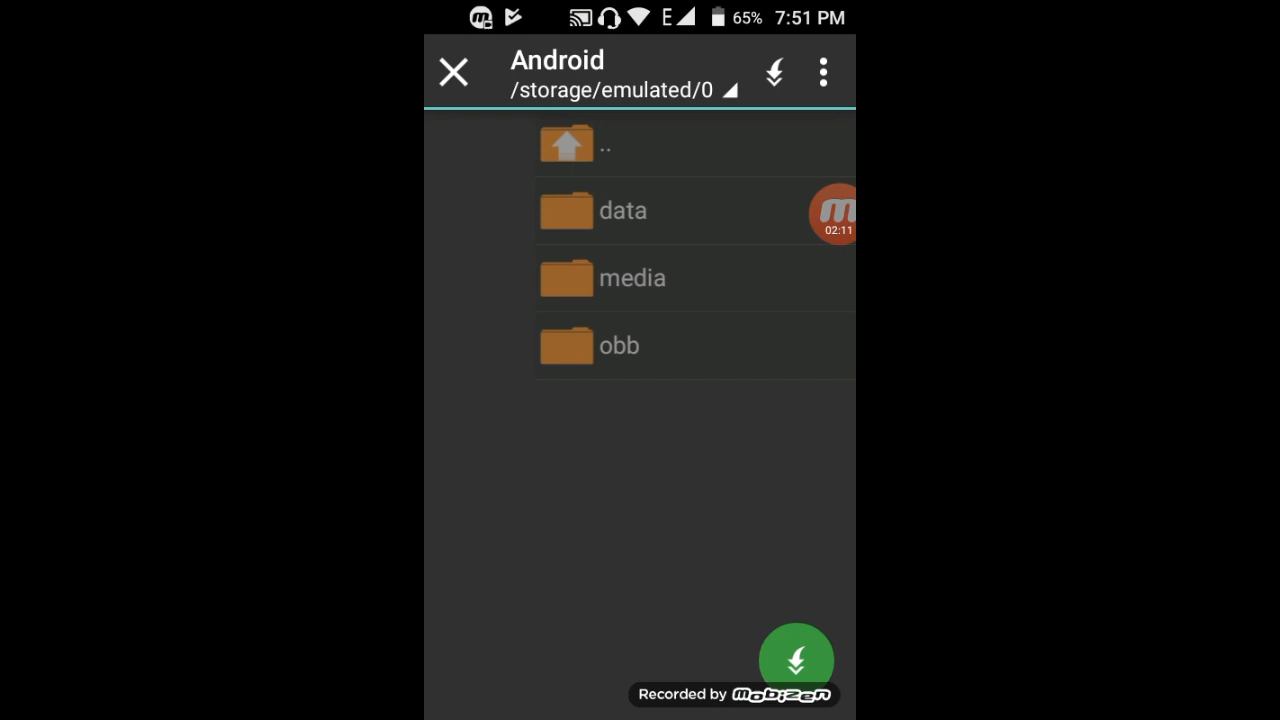 E 65% 7:51 PM
Android
/storage/emulated/0
..
data
m
02:11
media
obb
Recorded by mobizen